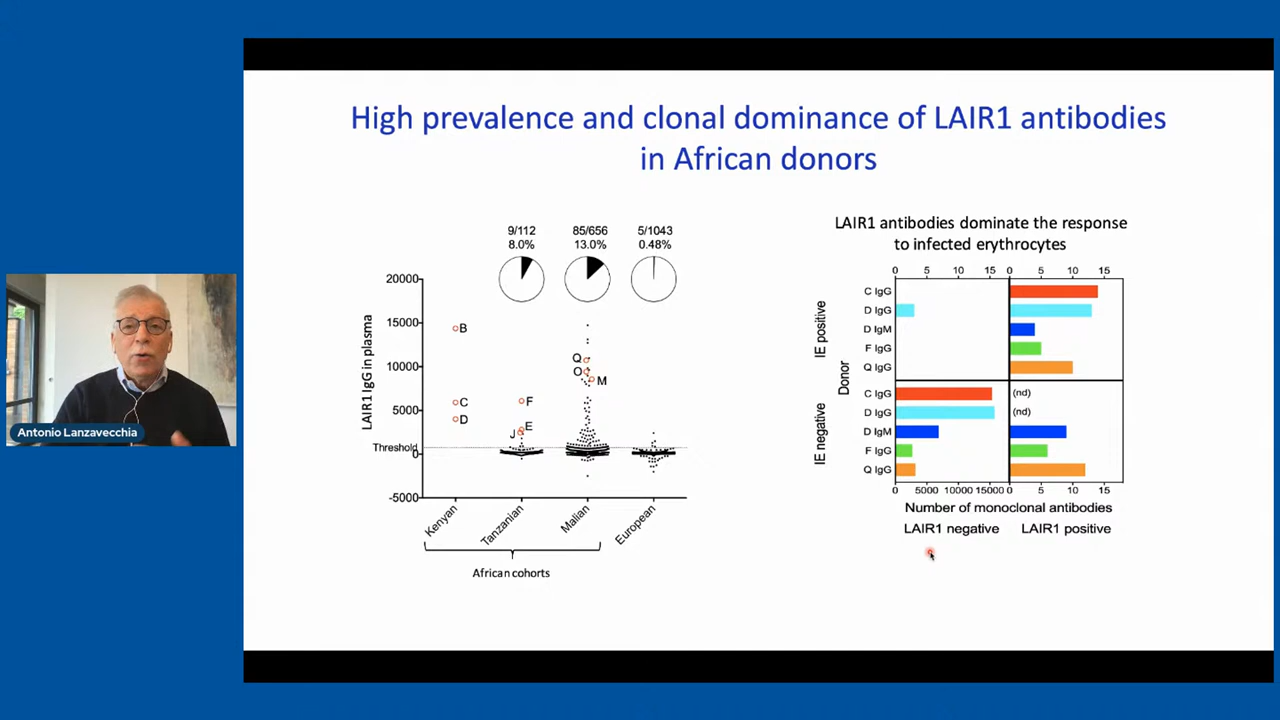 High prevalence and clonal dominance of LAIR1 antibodies
in African donors
9/112
8.0%
85/656
13.0%
5/1043
0.48%
LAIR1 IgG in plasma
20000
15000
10000
5000
Threshold
0
-5000
B
C
D
F
E
J
Q
O
M
Kenyan
Tanzanian
Malian
European
African cohorts
LAIR1 antibodies dominate the response
to infected erythrocytes
0 5 10 15 0 5 10 15
IE positive
IE negative
Donor
C IgG
D IgG
D IgM
F IgG
Q IgG
C IgG (nd)
D IgG (nd)
D IgM
F IgG
Q IgG
0 5000 10000 15000 0 5 10 15
Number of monoclonal antibodies
LAIR1 negative LAIR1 positive
Antonio Lanzavecchia